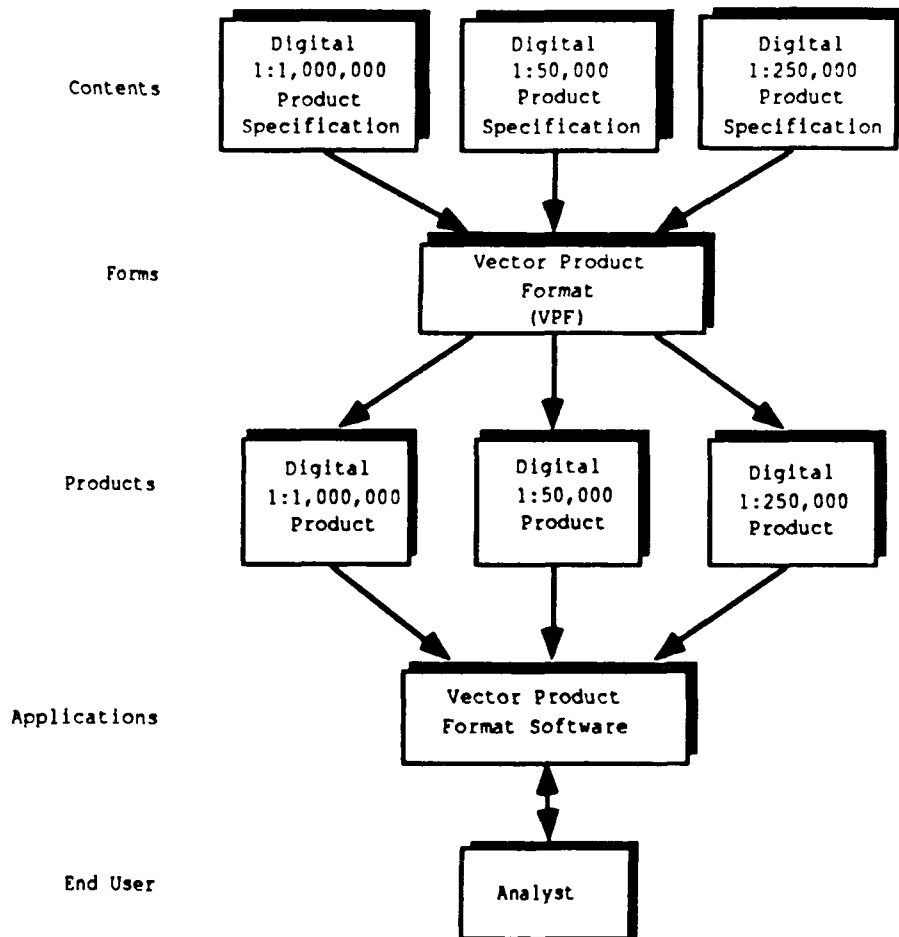 Contents
Digital
1:1,000,000
Product
Specification
Digital
1:50,000
Product
Specification
Digital
1:250,000
Product
Specification
Forms
Vector Product
Format
(VPF)
Products
Digital
1:1,000,000
Product
Digital
1:50,000
Product
Digital
1:250,000
Product
Applications
Vector Product
Format Software
End User
Analyst